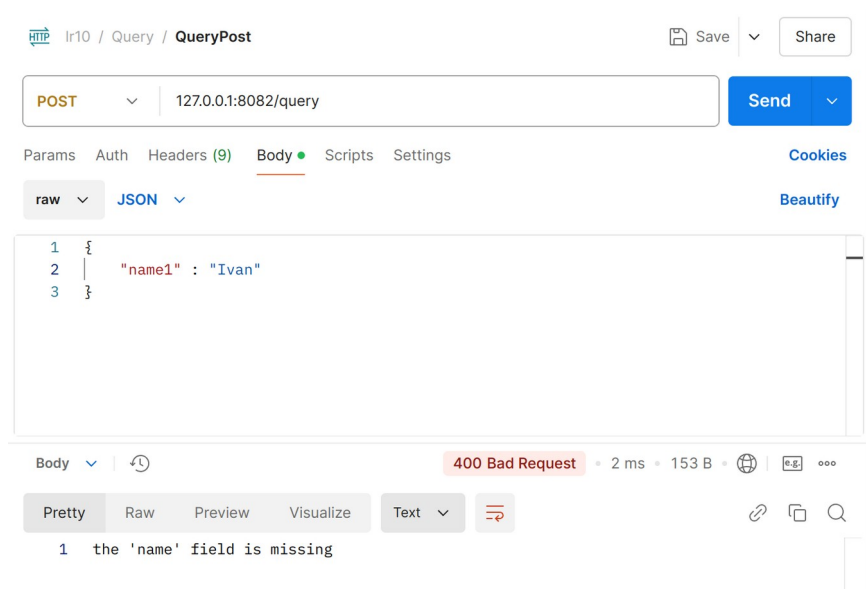 HTTP lr10 / Query / QueryPost Save Share
POST 127.0.0.1:8082/query Send
Params Auth Headers (9) Body Scripts Settings Cookies
raw JSON Beautify
1 {
2 "name1" : "Ivan"
3 }
Body 400 Bad Request 2 ms 153 B e.g.
Pretty Raw Preview Visualize Text
1 the 'name' field is missing